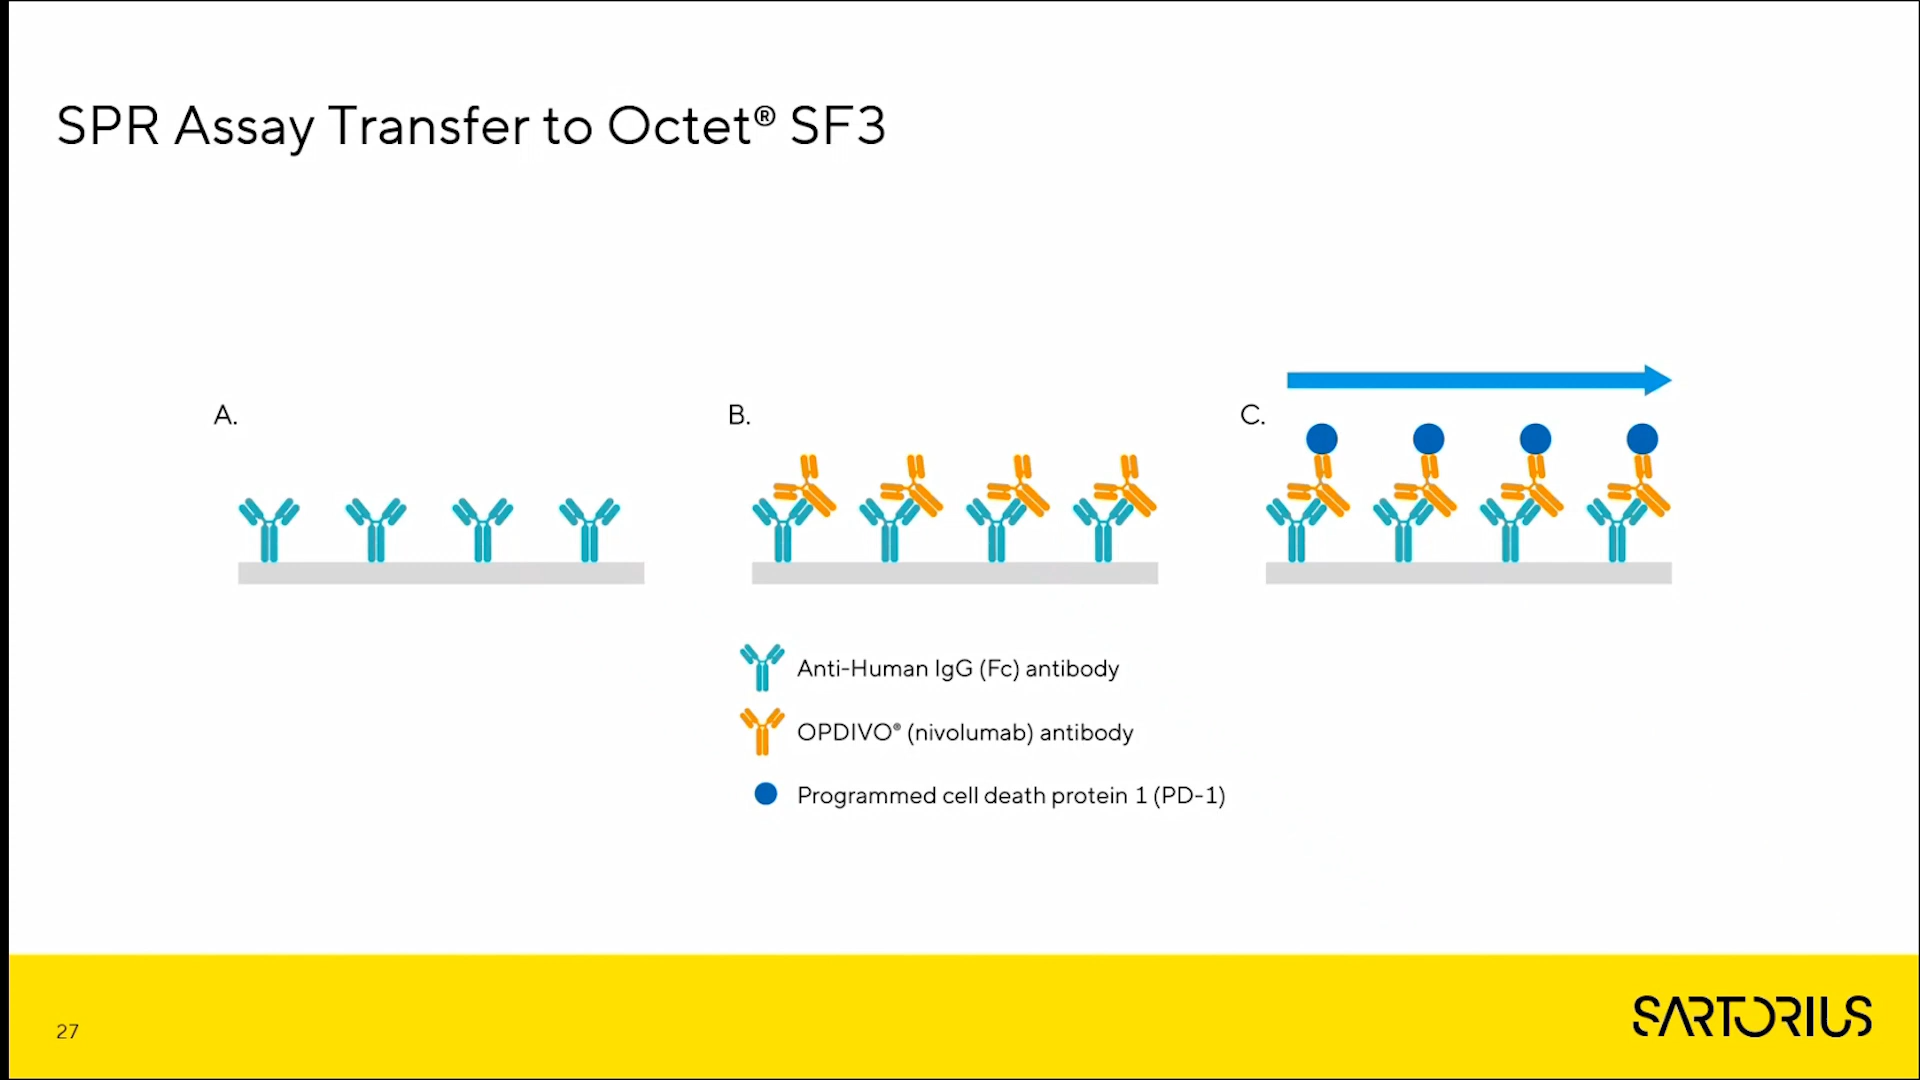 SPR Assay Transfer to Octet® SF3
A.
B.
C.
Anti-Human IgG (Fc) antibody
OPDIVO® (nivolumab) antibody
Programmed cell death protein 1 (PD-1)
27
SARTORIUS